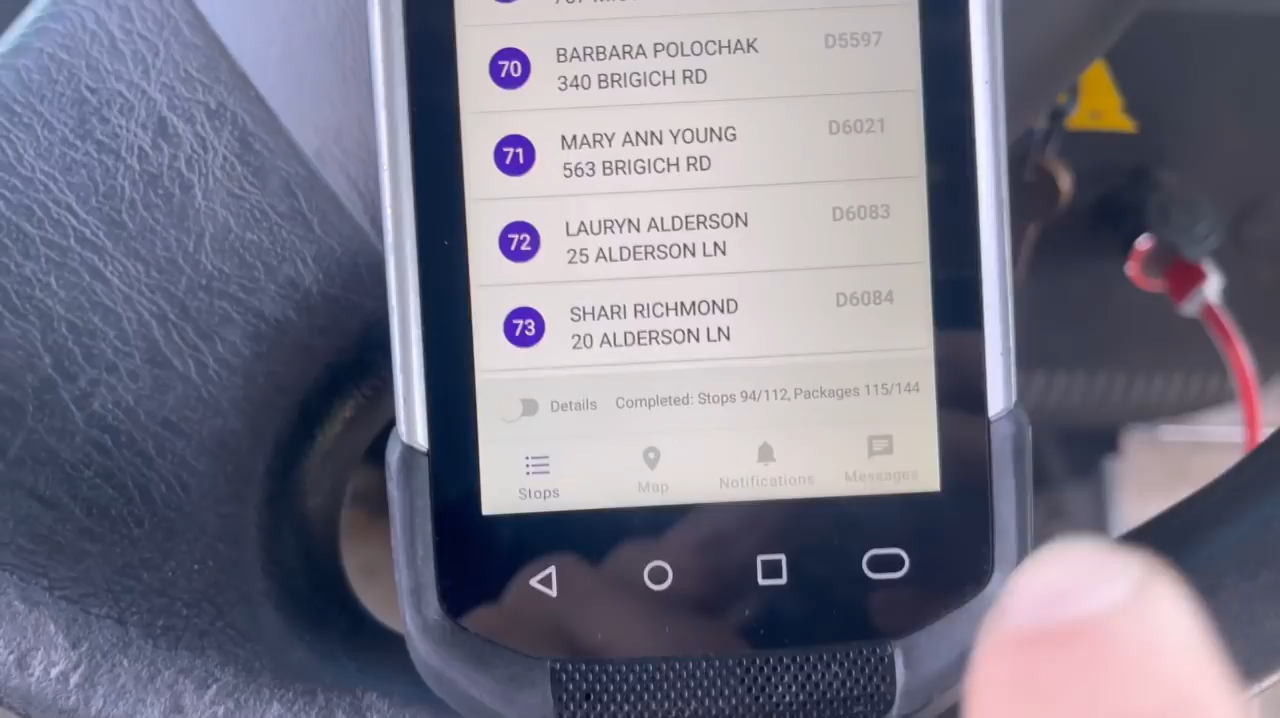 70
BARBARA POLOCHAK
D5597
340 BRIGICH RD
71
MARY ANN YOUNG
D6021
563 BRIGICH RD
72
LAURYN ALDERSON
D6083
25 ALDERSON LN
73
SHARI RICHMOND
D6084
20 ALDERSON LN
Details
Completed: Stops 94/112, Packages 115/144
Stops
Map
Notifications
Messages